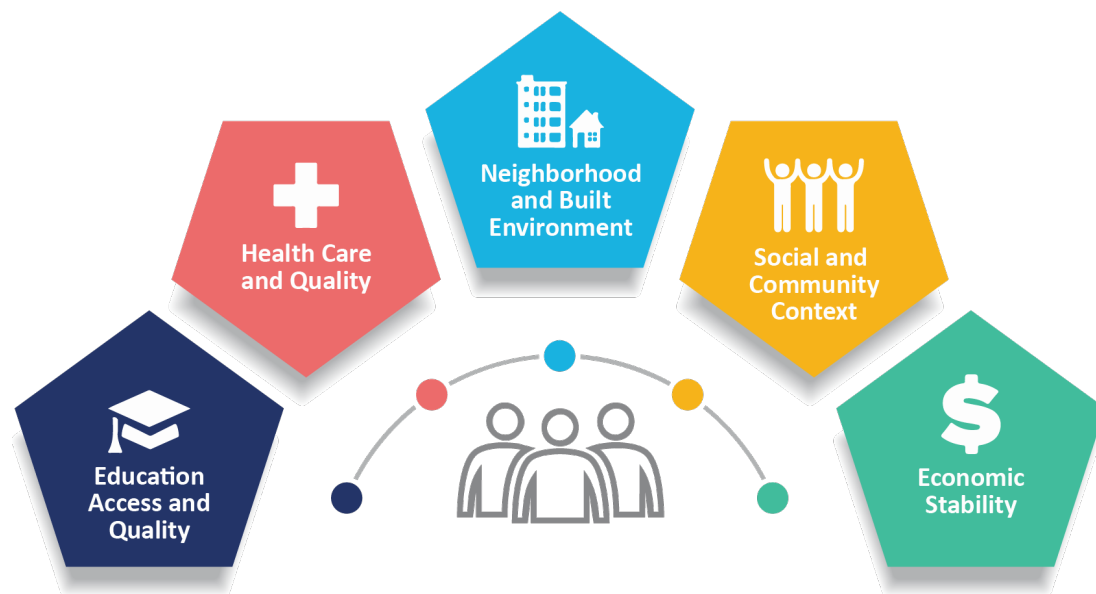 Neighborhood
and Built
Environment
Health Care
and Quality
Social and
Community
Context
Education
Access and
Quality
Economic
Stability